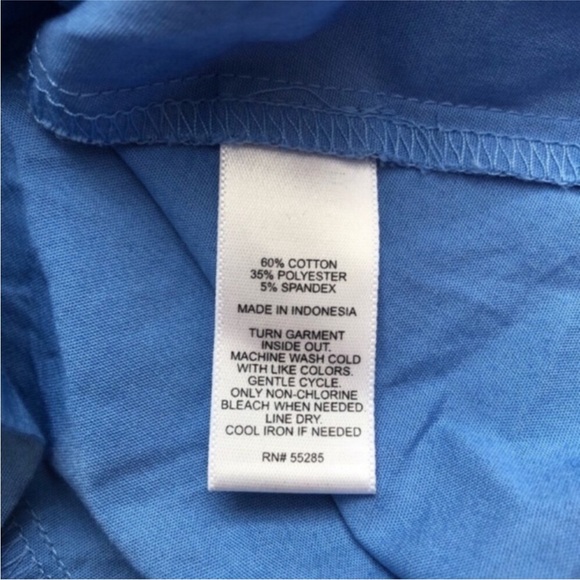 60% COTTON
35% POLYESTER
5% SPANDEX
MADE IN INDONESIA
TURN GARMENT
INSIDE OUT.
MACHINE WASH COLD
WITH LIKE COLORS.
GENTLE CYCLE.
ONLY NON-CHLORINE
BLEACH WHEN NEEDED.
LINE DRY.
COOL IRON IF NEEDED
RN# 55285